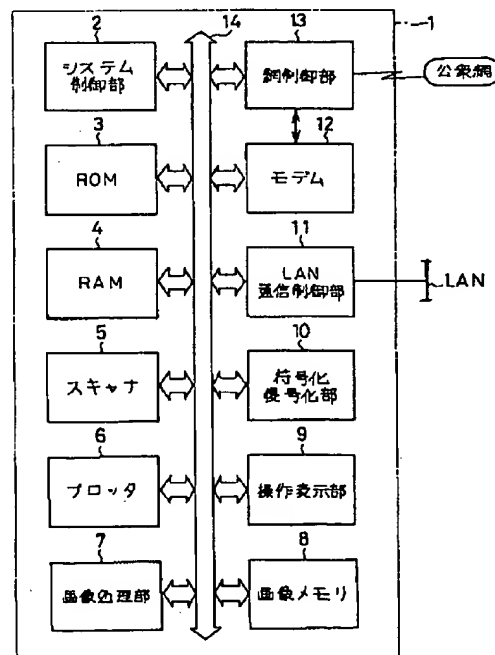 1
2
システム
制御部
14
13
網制御部
公衆網
3
ROM
12
モデム
4
RAM
11
LAN
通信制御部
LAN
5
スキャナ
10
符号化
復号化部
6
プロッタ
9
操作表示部
7
画像処理部
8
画像メモリ